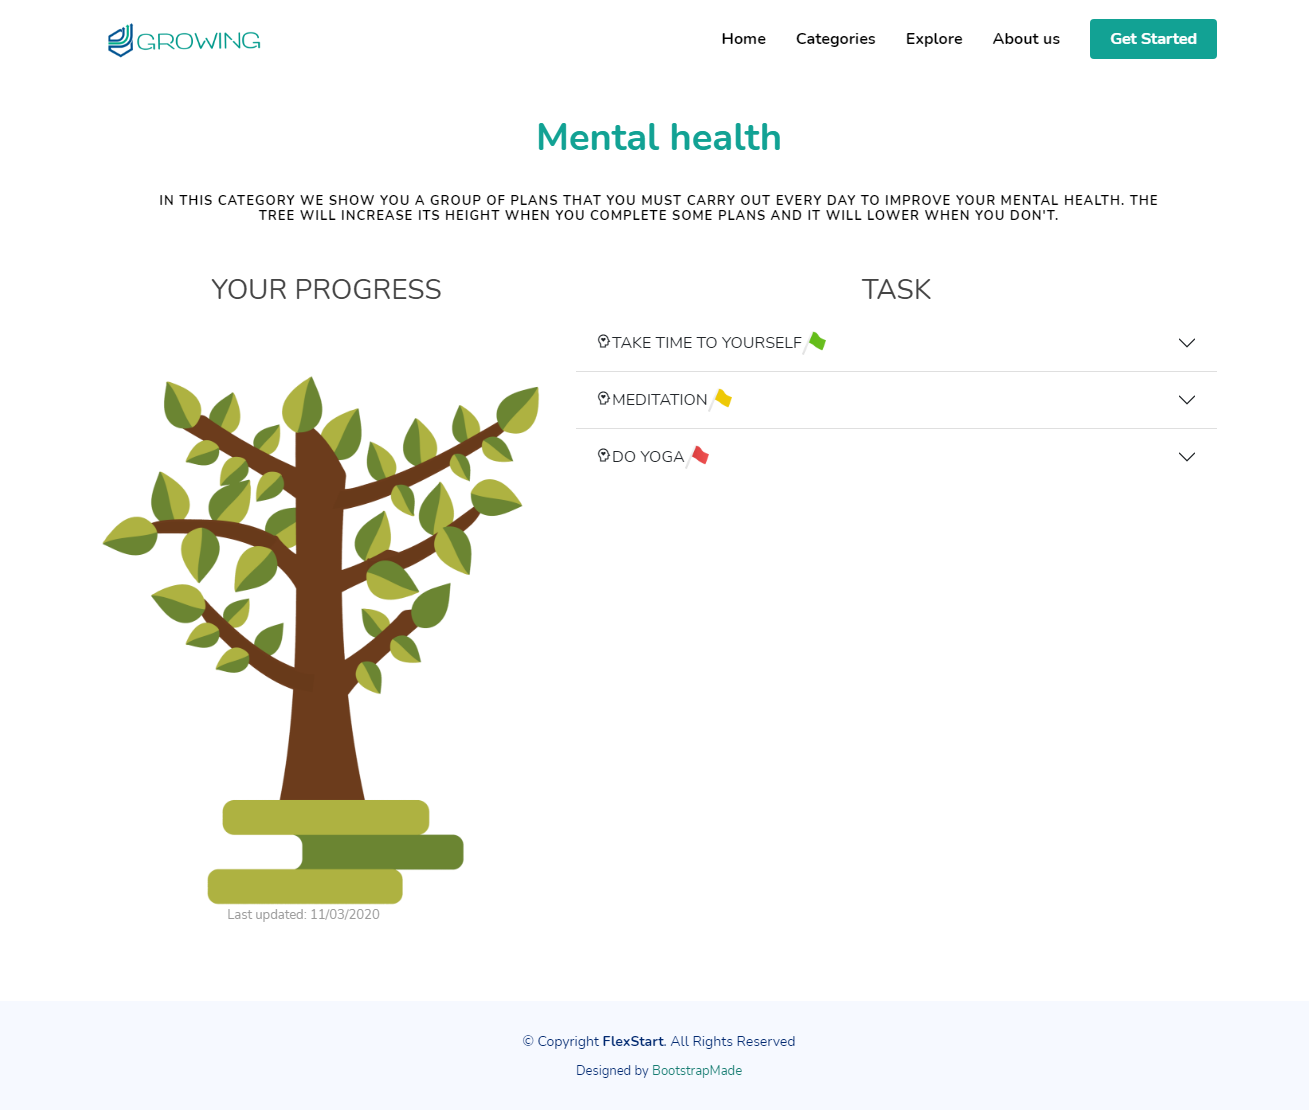 GROWING
Home
Categories
Explore
About us
Get Started
Mental health
IN THIS CATEGORY WE SHOW YOU A GROUP OF PLANS THAT YOU MUST CARRY OUT EVERY DAY TO IMPROVE YOUR MENTAL HEALTH. THE
TREE WILL INCREASE ITS HEIGHT WHEN YOU COMPLETE SOME PLANS AND IT WILL LOWER WHEN YOU DON'T.
YOUR PROGRESS
Last updated: 11/03/2020
TASK
TAKE TIME TO YOURSELF
MEDITATION
DO YOGA
© Copyright FlexStart. All Rights Reserved
Designed by BootstrapMade